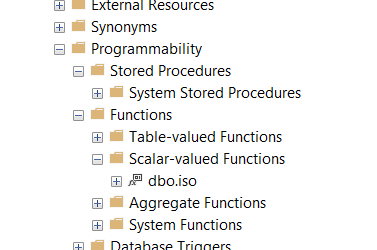 External Resources
Synonyms
Programmability
Stored Procedures
System Stored Procedures
Functions
Table-valued Functions
Scalar-valued Functions
dbo.iso
Aggregate Functions
System Functions
Database Triggers